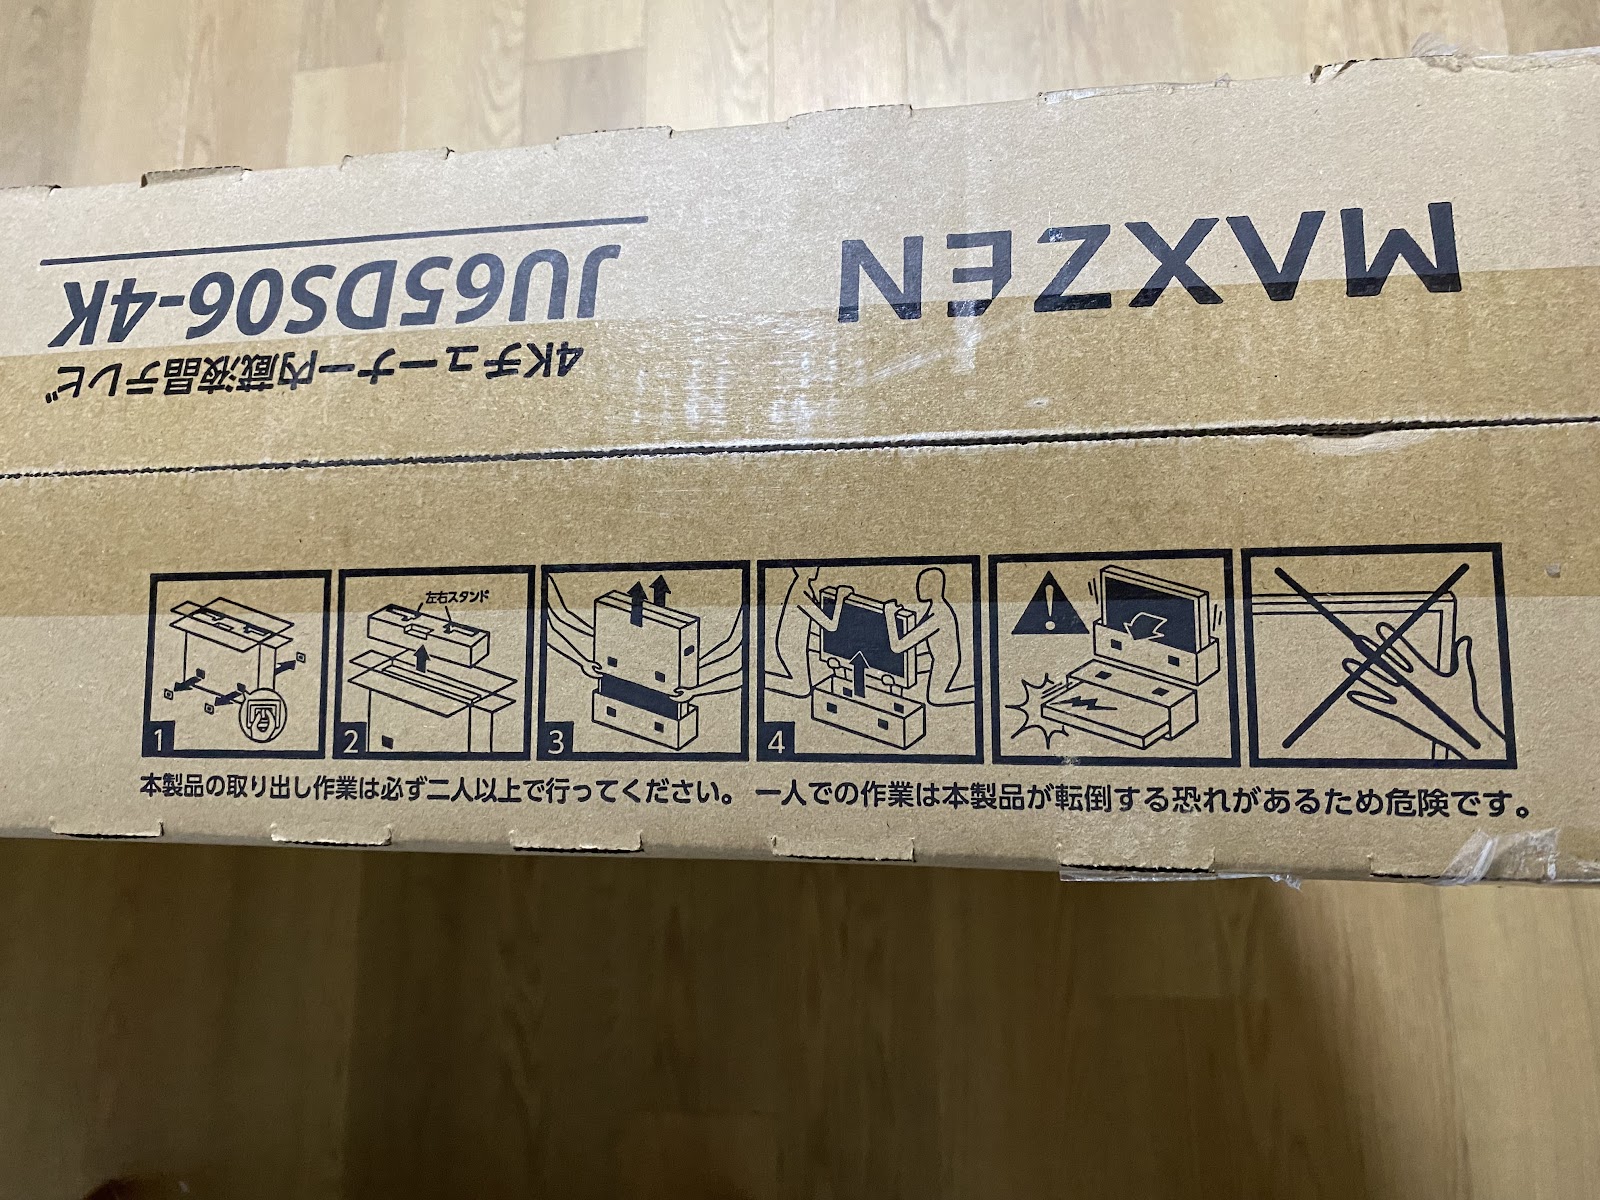 MAXZEN
JU65DS06-4K
4Kチューナー内蔵液晶テレビ
左右スタンド
1
2
3
4
本製品の取り出し作業は必ず二人以上で行ってください。 一人での作業は本製品が転倒する恐れがあるため危険です。